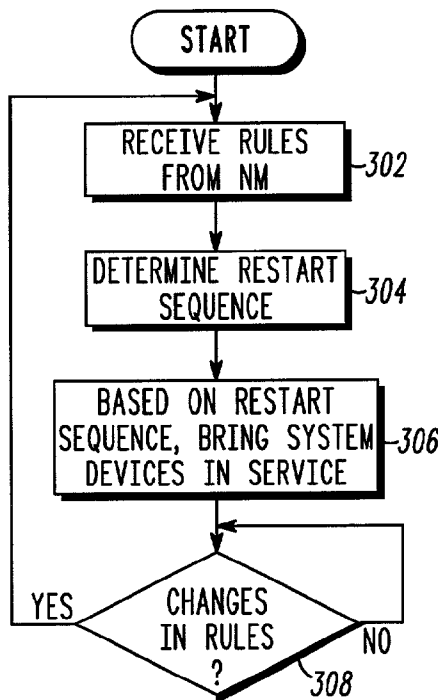 START
RECEIVE RULES
FROM NM
302
DETERMINE RESTART
SEQUENCE
304
BASED ON RESTART
SEQUENCE, BRING SYSTEM
DEVICES IN SERVICE
306
YES
CHANGES
IN RULES
?
NO
308